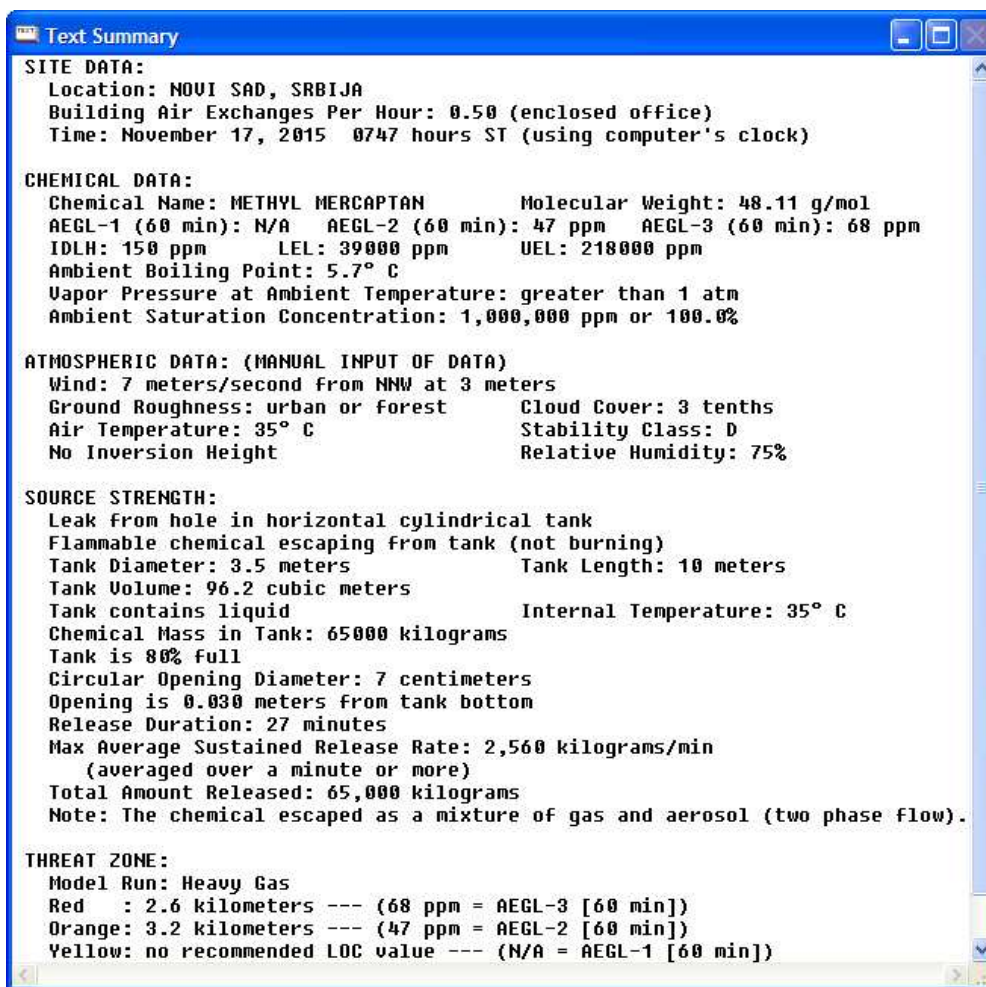 Text Summary
SITE DATA:
Location: NOVI SAD, SRBIJA
Building Air Exchanges Per Hour: 0.50 (enclosed office)
Time: November 17, 2015 0747 hours ST (using computer's clock)
CHEMICAL DATA:
Chemical Name: METHYL MERCAPTAN Molecular Weight: 48.11 g/mol
AEGL-1 (60 min): N/A AEGL-2 (60 min): 47 ppm AEGL-3 (60 min): 68 ppm
IDLH: 150 ppm LEL: 39000 ppm UEL: 218000 ppm
Ambient Boiling Point: 5.7° C
Vapor Pressure at Ambient Temperature: greater than 1 atm
Ambient Saturation Concentration: 1,000,000 ppm or 100.0%
ATMOSPHERIC DATA: (MANUAL INPUT OF DATA)
Wind: 7 meters/second from NNW at 3 meters
Ground Roughness: urban or forest Cloud Cover: 3 tenths
Air Temperature: 35° C Stability Class: D
No Inversion Height Relative Humidity: 75%
SOURCE STRENGTH:
Leak from hole in horizontal cylindrical tank
Flammable chemical escaping from tank (not burning)
Tank Diameter: 3.5 meters Tank Length: 10 meters
Tank Volume: 96.2 cubic meters
Tank contains liquid Internal Temperature: 35° C
Chemical Mass in Tank: 65000 kilograms
Tank is 80% full
Circular Opening Diameter: 7 centimeters
Opening is 0.030 meters from tank bottom
Release Duration: 27 minutes
Max Average Sustained Release Rate: 2,560 kilograms/min
(averaged over a minute or more)
Total Amount Released: 65,000 kilograms
Note: The chemical escaped as a mixture of gas and aerosol (two phase flow).
THREAT ZONE:
Model Run: Heavy Gas
Red : 2.6 kilometers --- (68 ppm = AEGL-3 [60 min])
Orange: 3.2 kilometers --- (47 ppm = AEGL-2 [60 min])
Yellow: no recommended LOC value --- (N/A = AEGL-1 [60 min])